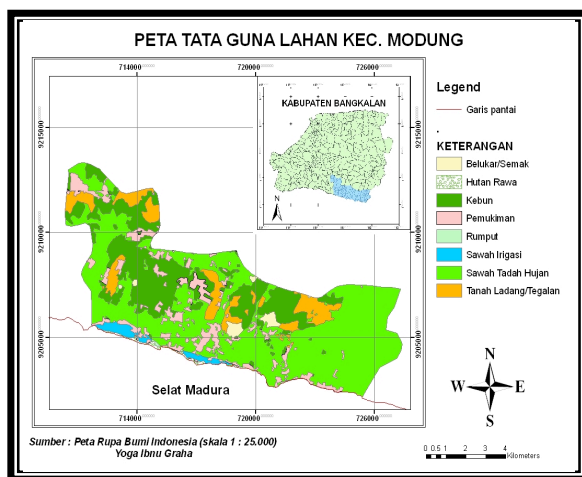 PETA TATA GUNA LAHAN KEC. MODUNG
714000 720000 726000
KABUPATEN BANGKALAN
N
9215000
9210000
9205000
9215000
9210000
9205000
Selat Madura
714000 720000 726000
Legend
Garis pantai
KETERANGAN
Belukar/Semak
Hutan Rawa
Kebun
Pemukiman
Rumput
Sawah Irigasi
Sawah Tadah Hujan
Tanah Ladang/Tegalan
N
W E
S
0 0.5 1 2 3 4
Kilometers
Sumber : Peta Rupa Bumi Indonesia (skala 1 : 25.000)
Yoga Ibnu Graha